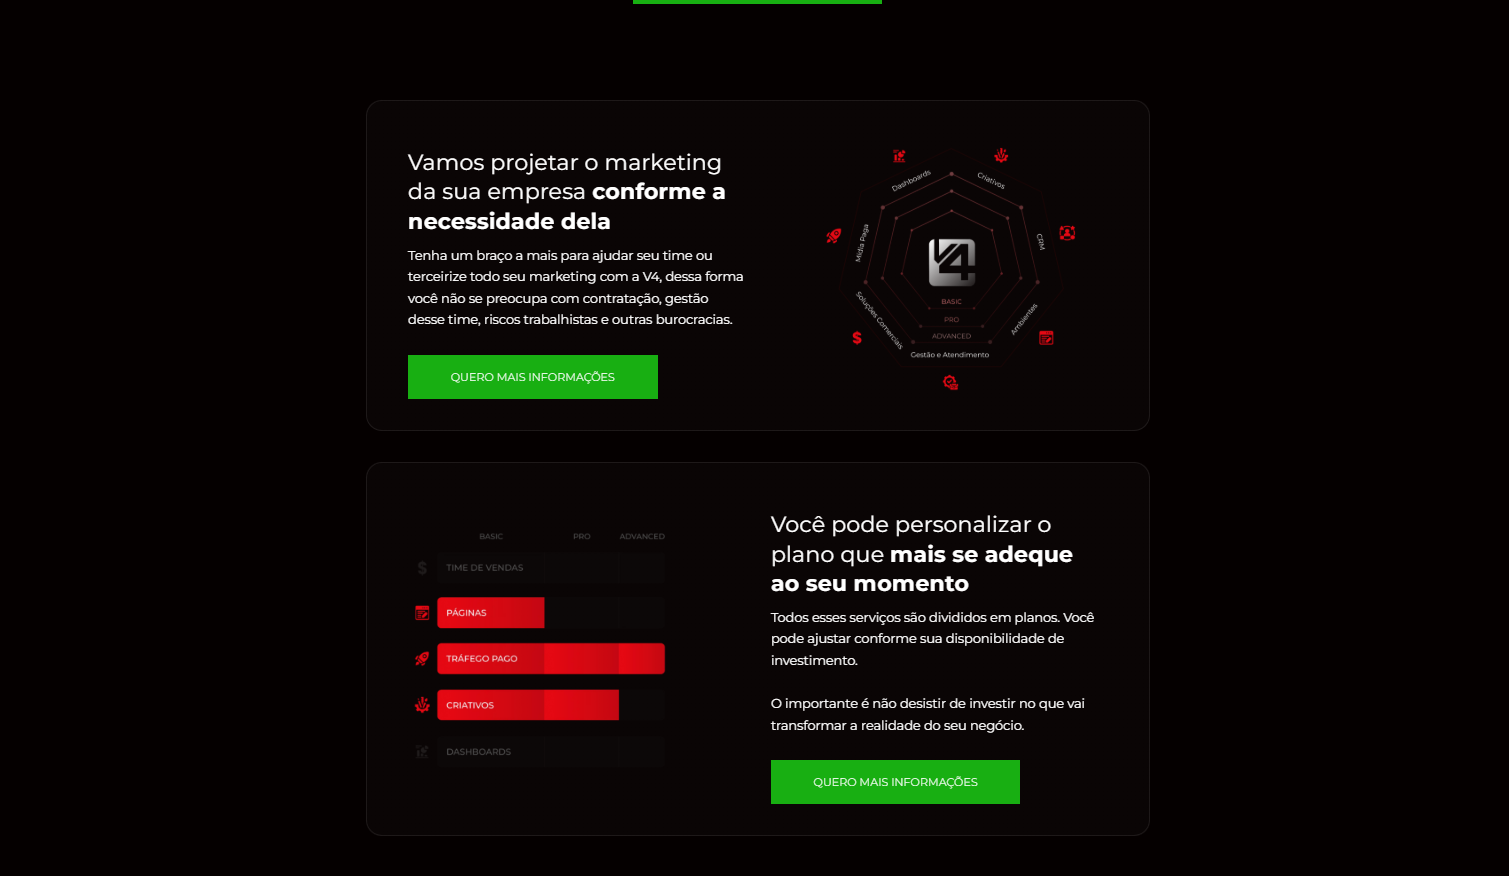 Vamos projetar o marketing
da sua empresa conforme a
necessidade dela
Tenha um braço a mais para ajudar seu time ou
terceirize todo seu marketing com a V4, dessa forma
você não se preocupa com contratação, gestão
desse time, riscos trabalhistas e outras burocracias.
QUERO MAIS INFORMAÇÕES
Dashboards
Criativos
Mídia Paga
CRM
V4
Soluções Comerciais
Ambientes
BASIC
PRO
ADVANCED
Gestão e Atendimento
BASIC PRO ADVANCED
TIME DE VENDAS
PÁGINAS
TRÁFEGO PAGO
CRIATIVOS
DASHBOARDS
Você pode personalizar o
plano que mais se adeque
ao seu momento
Todos esses serviços são divididos em planos. Você
pode ajustar conforme sua disponibilidade de
investimento.
O importante é não desistir de investir no que vai
transformar a realidade do seu negócio.
QUERO MAIS INFORMAÇÕES